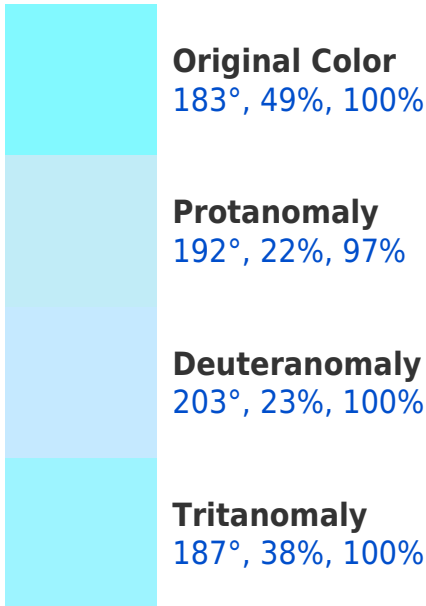 Original Color
183°, 49%, 100%
Protanomaly
192°, 22%, 97%
Deuteranomaly
203°, 23%, 100%
Tritanomaly
187°, 38%, 100%